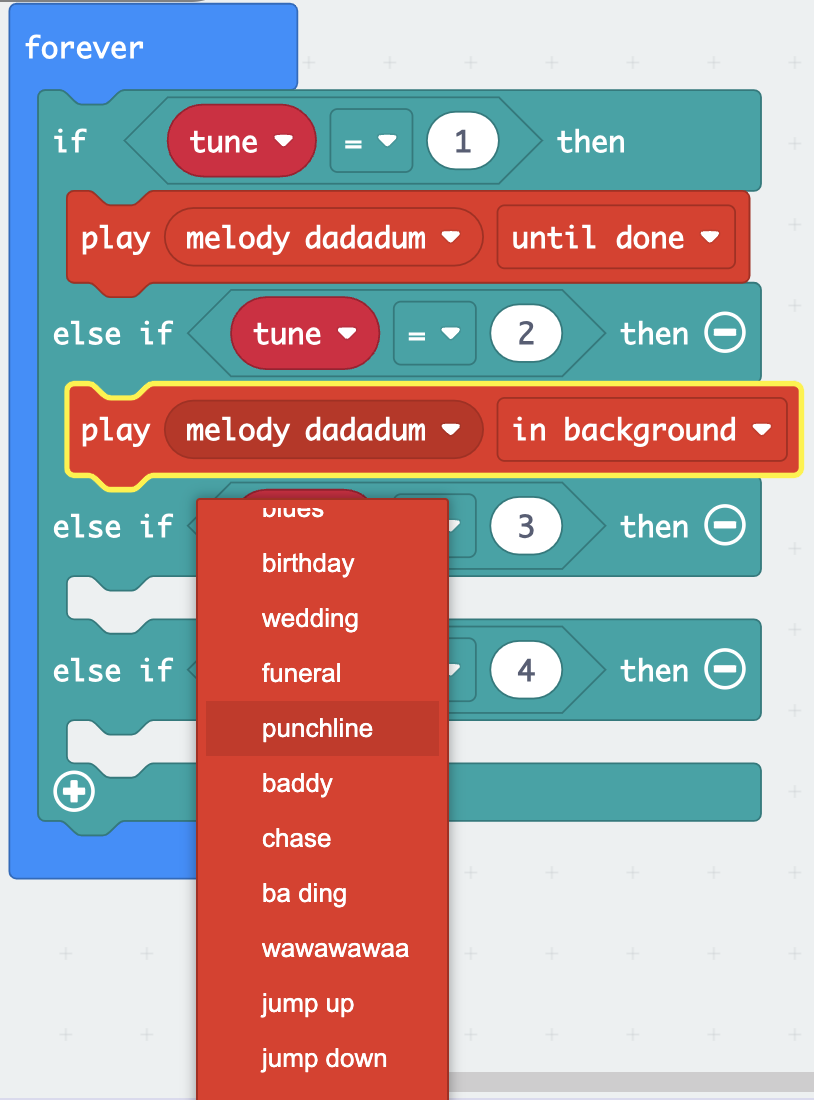 forever
if tune = 1 then
play melody dadadum until done
else if tune = 2 then
play melody dadadum in background
else if 3 then
blues
birthday
wedding
funeral
else if 4 then
punchline
baddy
chase
ba ding
wawawawaa
jump up
jump down